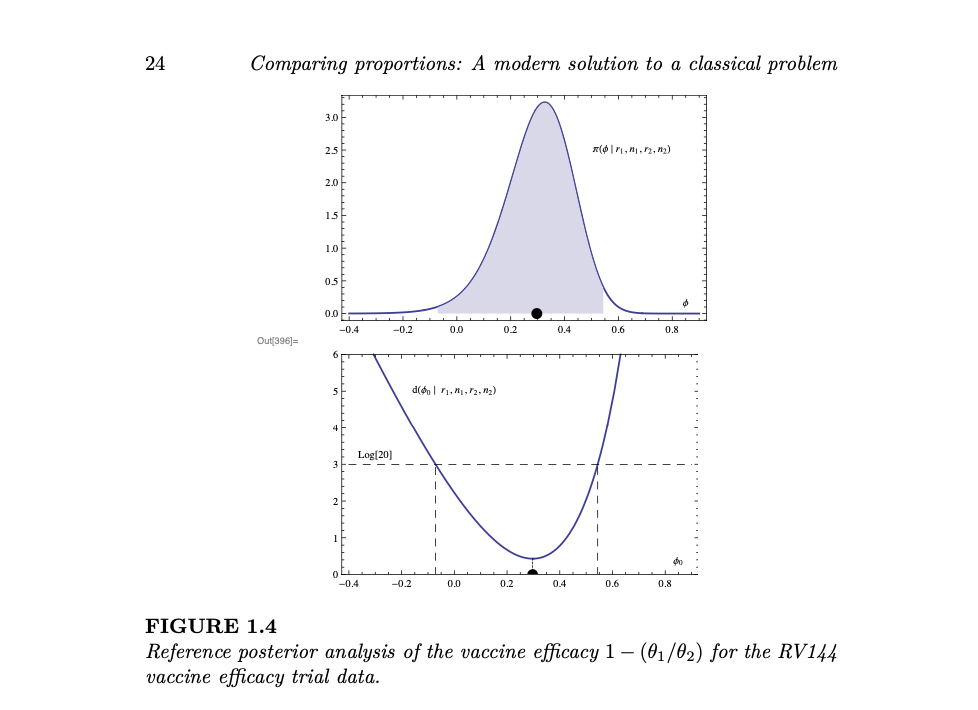 24 Comparing proportions: A modern solution to a classical problem
3.0
π(ϕ | r₁, n₁, r₂, n₂)
2.5
2.0
1.5
1.0
0.5
ϕ
0.0
−0.4 −0.2 0.0 0.2 0.4 0.6 0.8
Out[396]=
6
d(ϕ₀ | r₁, n₁, r₂, n₂)
5
4
Log[20]
3
2
1
ϕ₀
0
−0.4 −0.2 0.0 0.2 0.4 0.6 0.8
FIGURE 1.4
Reference posterior analysis of the vaccine efficacy 1 − (θ₁/θ₂) for the RV144
vaccine efficacy trial data.